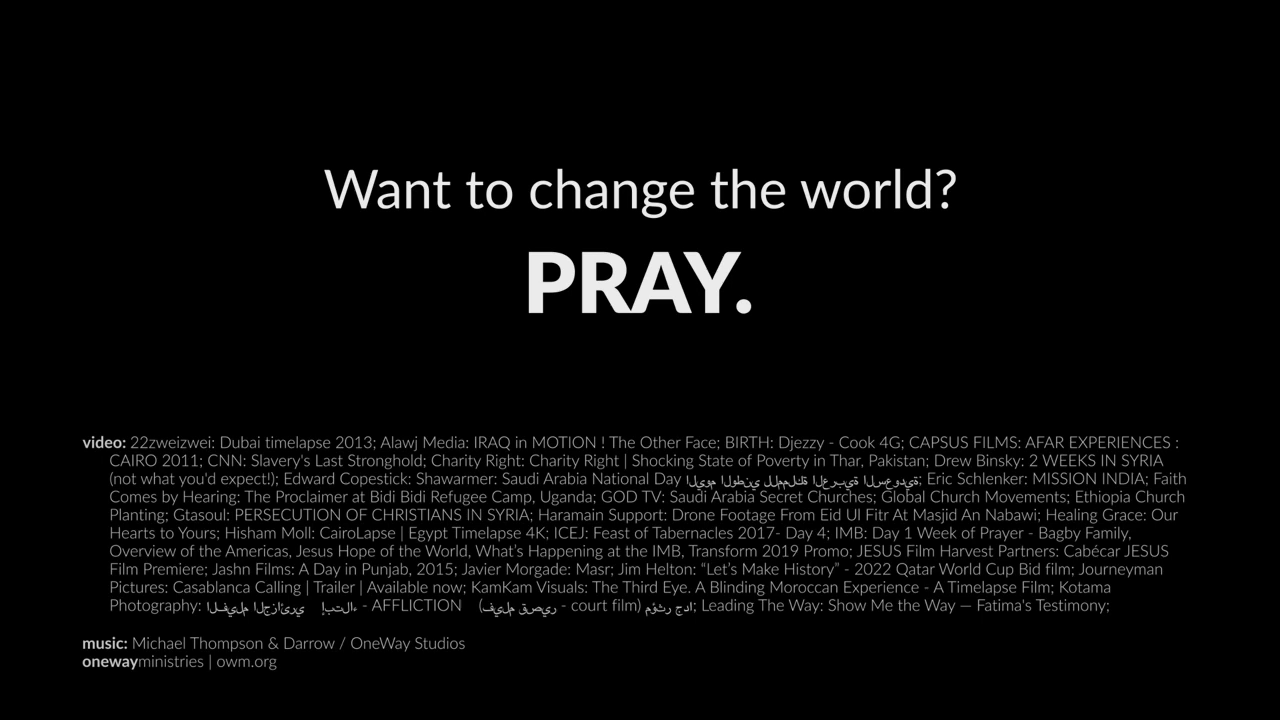 Want to change the world?
PRAY.
video: 22zweizwei: Dubai timelapse 2013; Alawj Media: IRAQ in MOTION ! The Other Face; BIRTH: Djezzy - Cook 4G; CAPSUS FILMS: AFAR EXPERIENCES :
CAIRO 2011; CNN: Slavery's Last Stronghold; Charity Right: Charity Right | Shocking State of Poverty in Thar, Pakistan; Drew Binsky: 2 WEEKS IN SYRIA
(not what you'd expect!); Edward Copestick: Shawarmer: Saudi Arabia National Day اليوم الوطني للمملكة العربية السعودية; Eric Schlenker: MISSION INDIA; Faith
Comes by Hearing: The Proclaimer at Bidi Bidi Refugee Camp, Uganda; GOD TV: Saudi Arabia Secret Churches; Global Church Movements; Ethiopia Church
Planting; Gtasoul: PERSECUTION OF CHRISTIANS IN SYRIA; Haramain Support: Drone Footage From Eid Ul Fitr At Masjid An Nabawi; Healing Grace: Our
Hearts to Yours; Hisham Moll: CairoLapse | Egypt Timelapse 4K; ICEJ: Feast of Tabernacles 2017- Day 4; IMB: Day 1 Week of Prayer - Bagby Family,
Overview of the Americas, Jesus Hope of the World, What's Happening at the IMB, Transform 2019 Promo; JESUS Film Harvest Partners: Cabécar JESUS
Film Premiere; Jashn Films: A Day in Punjab, 2015; Javier Morgade: Masr; Jim Helton: “Let's Make History” - 2022 Qatar World Cup Bid film; Journeyman
Pictures: Casablanca Calling | Trailer | Available now; KamKam Visuals: The Third Eye. A Blinding Moroccan Experience - A Timelapse Film; Kotama
Photography: الفيلم الجزائري إبتلاء - AFFLICTION (فيلم قصير - court film) مؤثر جدا; Leading The Way: Show Me the Way — Fatima's Testimony;
music: Michael Thompson & Darrow / OneWay Studios
onewayministries | owm.org